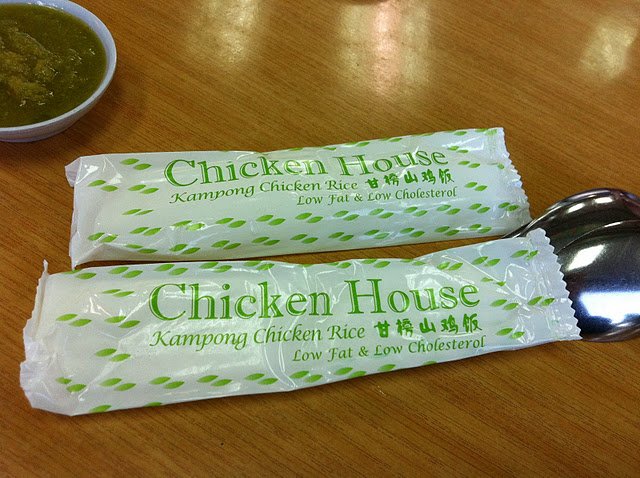 Chicken House
Kampong Chicken Rice 甘榜山鸡饭
Low Fat & Low Cholesterol
Chicken House
Kampong Chicken Rice 甘榜山鸡饭
Low Fat & Low Cholesterol